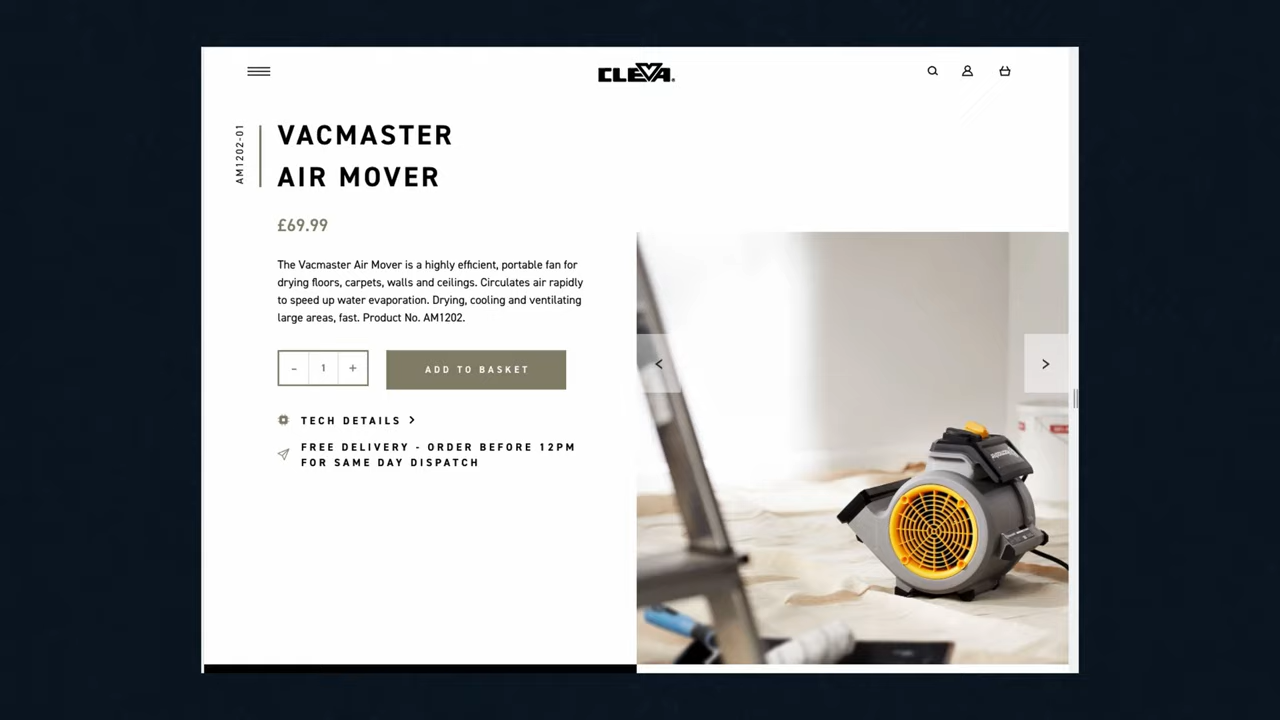 CLEVA
AM1202-01
VACMASTER
AIR MOVER
£69.99
The Vacmaster Air Mover is a highly efficient, portable fan for
drying floors, carpets, walls and ceilings. Circulates air rapidly
to speed up water evaporation. Drying, cooling and ventilating
large areas, fast. Product No. AM1202.
- 1 +
ADD TO BASKET
TECH DETAILS >
FREE DELIVERY - ORDER BEFORE 12PM
FOR SAME DAY DISPATCH
< >